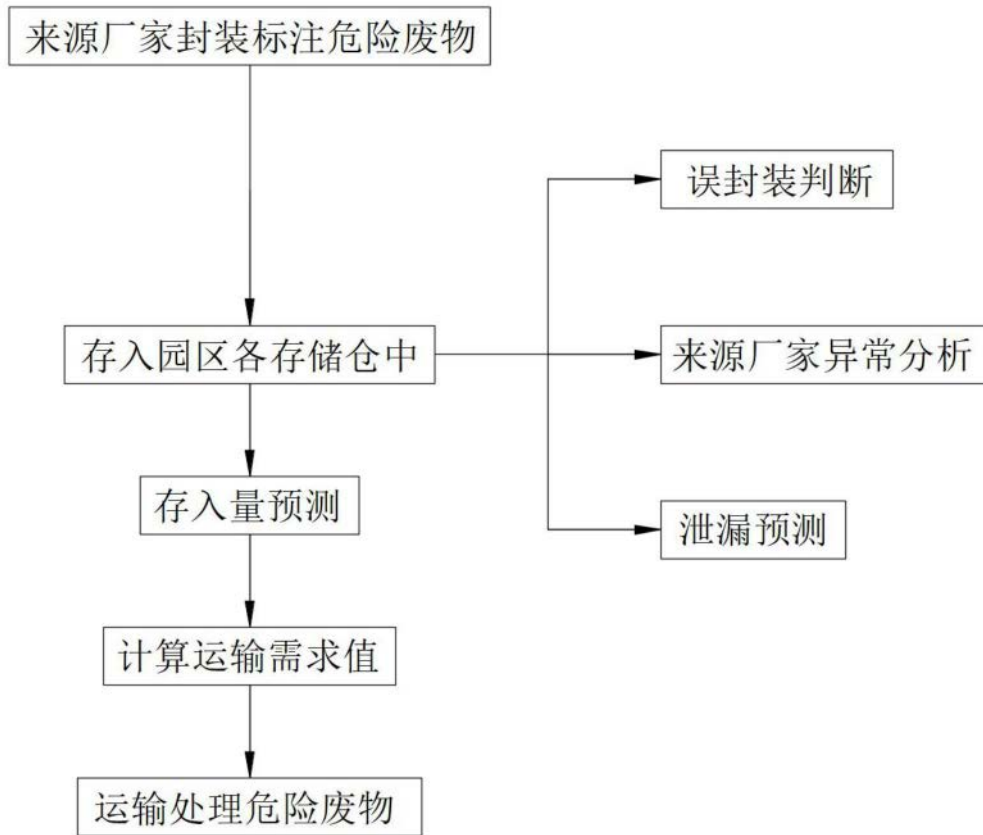 来源厂家封装标注危险废物
误封装判断
存入园区各存储仓中
来源厂家异常分析
存入量预测
泄漏预测
计算运输需求值
运输处理危险废物